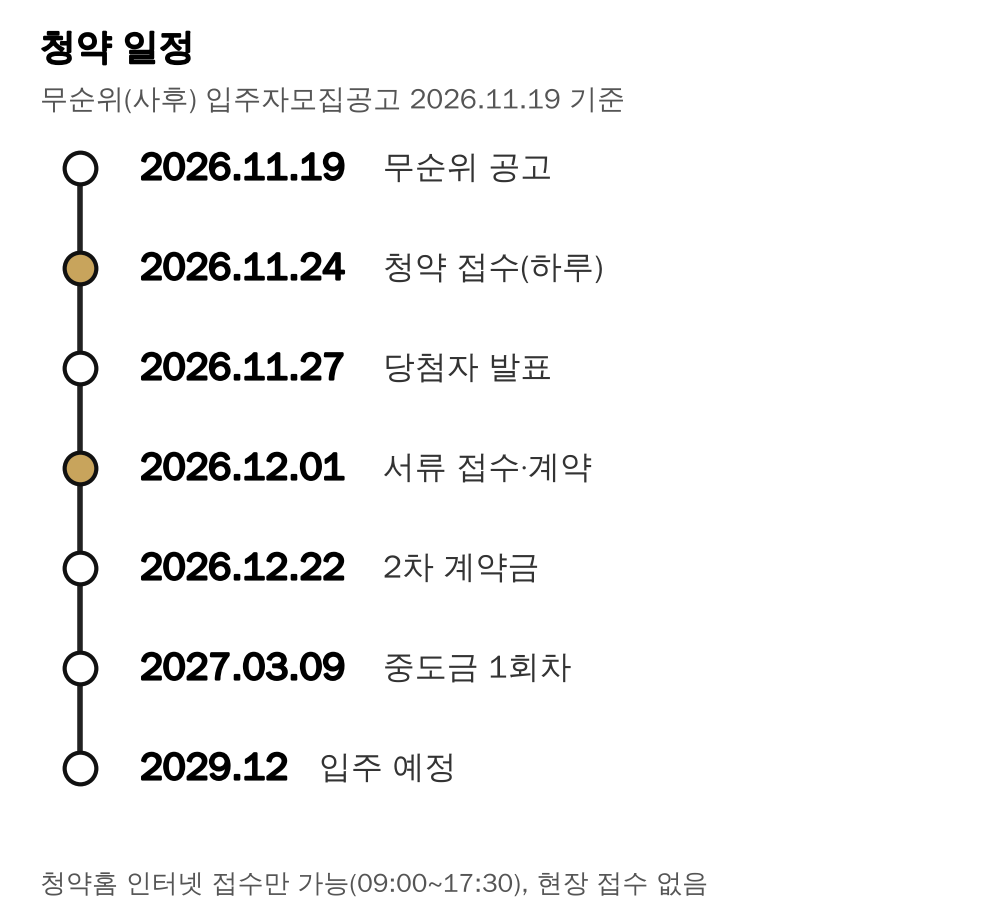 청약 일정
무순위(사후) 입주자모집공고 2026.11.19 기준
2026.11.19 무순위 공고
2026.11.24 청약 접수(하루)
2026.11.27 당첨자 발표
2026.12.01 서류 접수·계약
2026.12.22 2차 계약금
2027.03.09 중도금 1회차
2029.12 입주 예정
청약홈 인터넷 접수만 가능(09:00~17:30), 현장 접수 없음